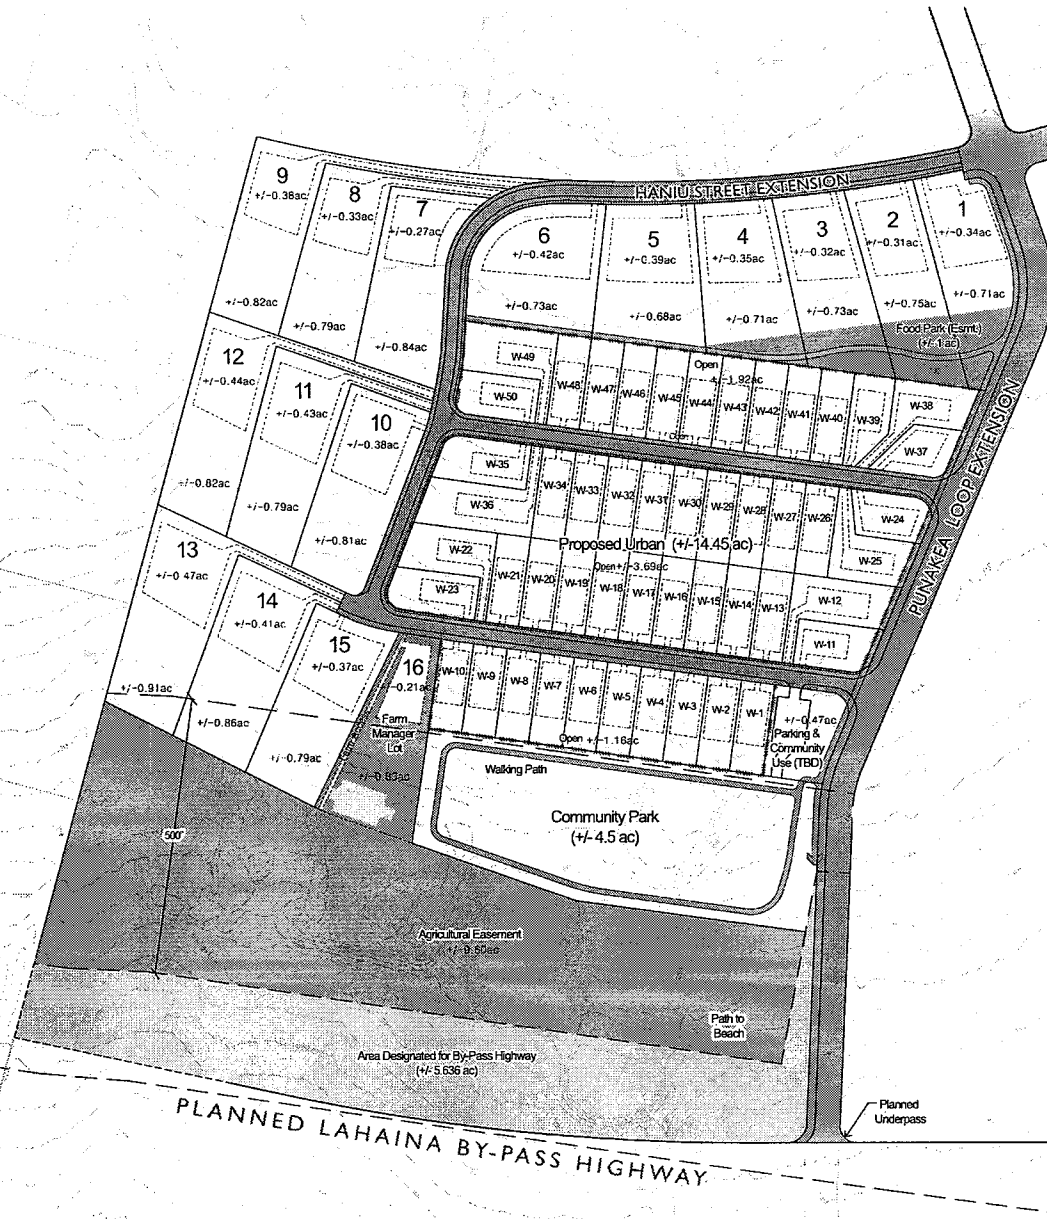 HANIU STREET EXTENSION
9
+/-0.38ac
8
+/-0.33ac
7
+/-0.27ac
6
+/-0.42ac
5
+/-0.39ac
4
+/-0.35ac
3
+/-0.32ac
2
+/-0.31ac
1
+/-0.34ac
+/-0.82ac
+/-0.79ac
+/-0.84ac
+/-0.73ac
+/-0.68ac
+/-0.71ac
+/-0.73ac
+/-0.75ac
+/-0.71ac
Food Park (Esmt.)
(+/- 1 ac)
12
+/-0.44ac
11
+/-0.43ac
10
+/-0.38ac
+/-0.82ac
+/-0.79ac
+/-0.81ac
W-49
W-50
W-48
W-47
W-46
W-45
W-44
W-43
W-42
W-41
W-40
W-39
W-38
W-37
Open
+/-1.92ac
Open
PUNAKEA LOOP EXTENSION
W-35
W-36
W-34
W-33
W-32
W-31
W-30
W-29
W-28
W-27
W-26
W-24
W-25
Proposed Urban (+/-14.45 ac)
Open+/-3.69ac
W-22
W-23
W-21
W-20
W-19
W-18
W-17
W-16
W-15
W-14
W-13
W-12
W-11
13
+/-0.47ac
14
+/-0.41ac
15
+/-0.37ac
16
+/-0.21ac
+/-0.91ac
+/-0.86ac
+/-0.79ac
Farm
Manager
Lot
W-10
W-9
W-8
W-7
W-6
W-5
W-4
W-3
W-2
W-1
Open +/-1.16ac
+/-0.47ac
Parking &
Community
Use (TBD)
Walking Path
Community Park
(+/- 4.5 ac)
500'
Agricultural Easement
+/-9.60ac
Path to
Beach
Area Designated for By-Pass Highway
(+/- 5.636 ac)
Planned
Underpass
PLANNED LAHAINA BY-PASS HIGHWAY